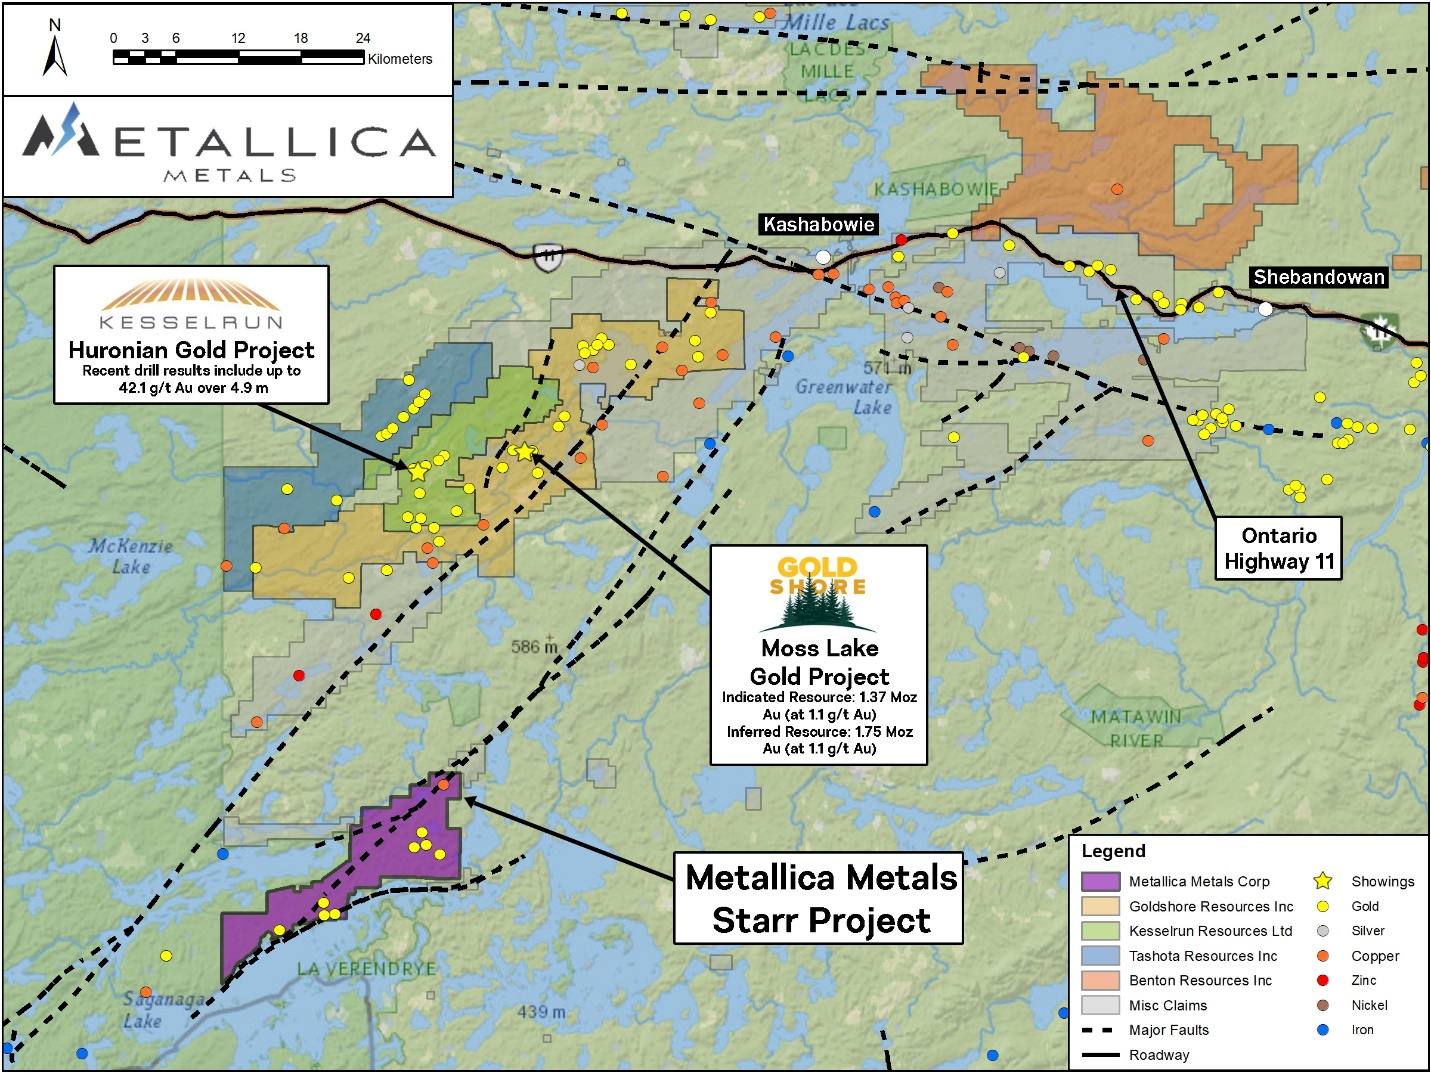 N
0 3 6 12 18 24
Kilometers
METALLICA
METALS
Mille Lacs
LAC DES
MILLE
LACS
KASHABOWIE
Kashabowie
11
Shebandowan
11
KESSELRUN
Huronian Gold Project
Recent drill results include up to
42.1 g/t Au over 4.9 m
571 m
Greenwater
Lake
McKenzie
Lake
Ontario
Highway 11
GOLD
SHORE
Moss Lake
Gold Project
Indicated Resource: 1.37 Moz
Au (at 1.1 g/t Au)
Inferred Resource: 1.75 Moz
Au (at 1.1 g/t Au)
586 m
MATAWIN
RIVER
Metallica Metals
Starr Project
LA VERENDRYE
Saganaga
Lake
439 m
Legend
Metallica Metals Corp
Goldshore Resources Inc
Kesselrun Resources Ltd
Tashota Resources Inc
Benton Resources Inc
Misc Claims
Major Faults
Roadway
Showings
Gold
Silver
Copper
Zinc
Nickel
Iron